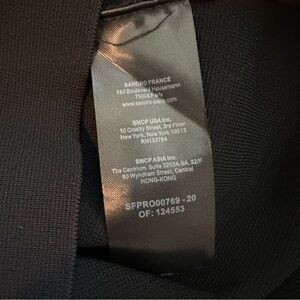 SANDRO FRANCE
150 Boulevard Haussmann
75008 Paris
www.sandro-paris.com
SMCP USA Inc.
10 Crosby Street, 3rd Floor
New York, New York 10013
RN133764
SMCP ASIA Inc.
The Centrium, Suite 3203A-5A, 32/F
60 Wyndham Street, Central
HONG-KONG
SFPRO00769 - 20
OF: 124553